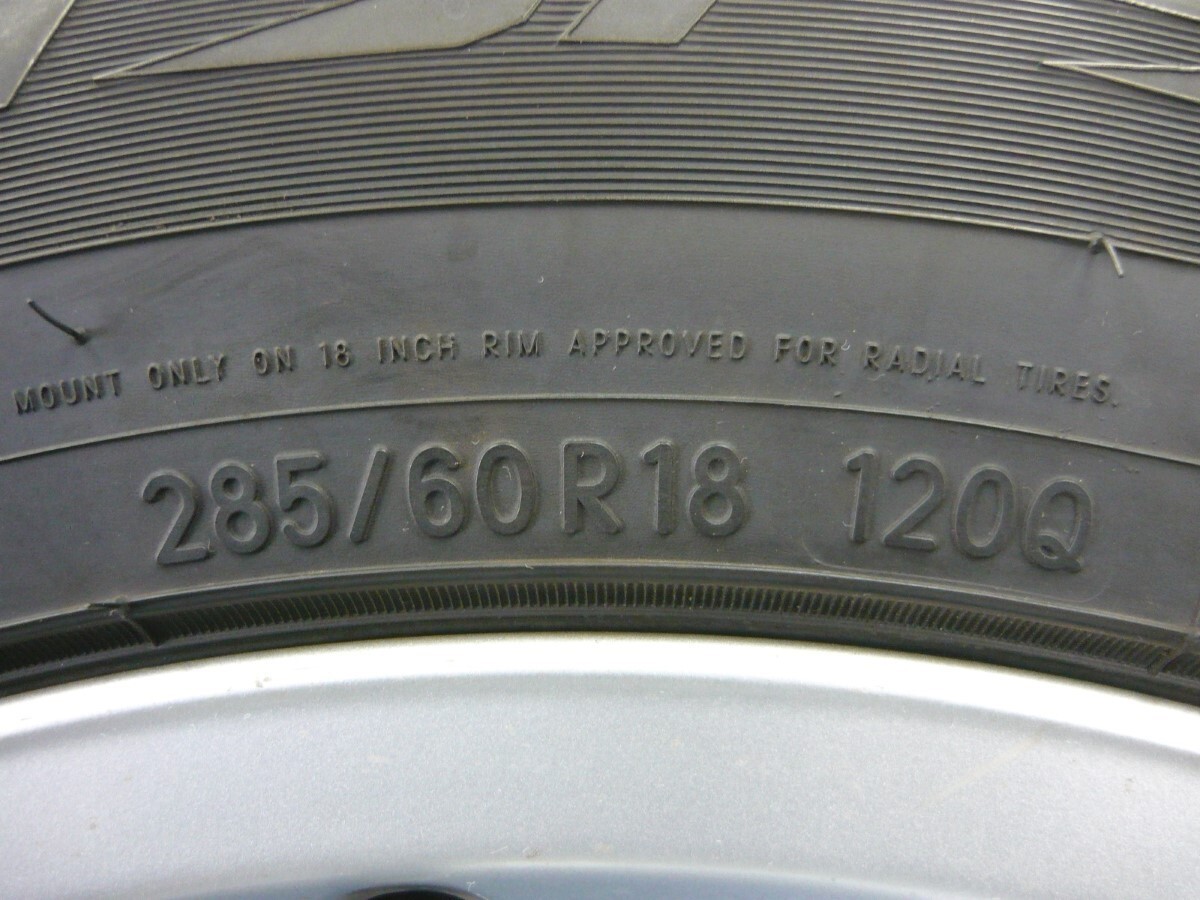 MOUNT ONLY ON 18 INCH RIM APPROVED FOR RADIAL TIRES.
285/60R18 120Q